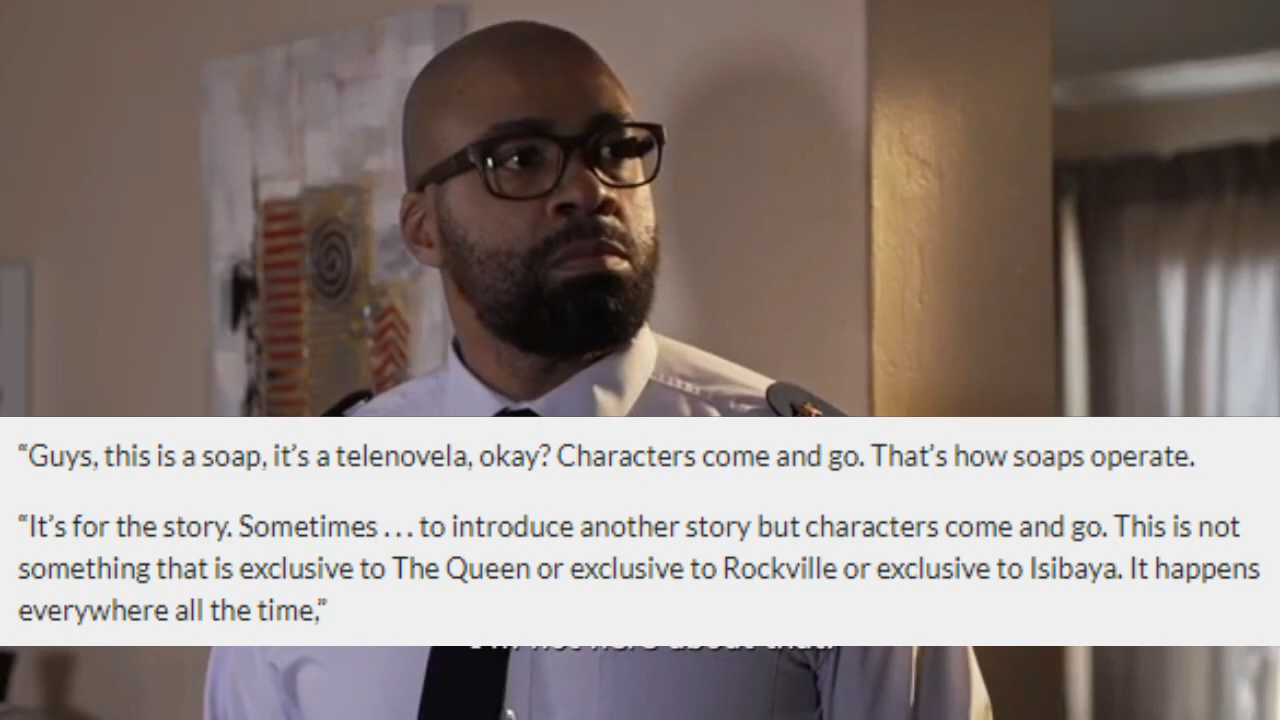 “Guys, this is a soap, it’s a telenovela, okay? Characters come and go. That’s how soaps operate.
“It’s for the story. Sometimes . . . to introduce another story but characters come and go. This is not
something that is exclusive to The Queen or exclusive to Rockville or exclusive to Isibaya. It happens
everywhere all the time,”